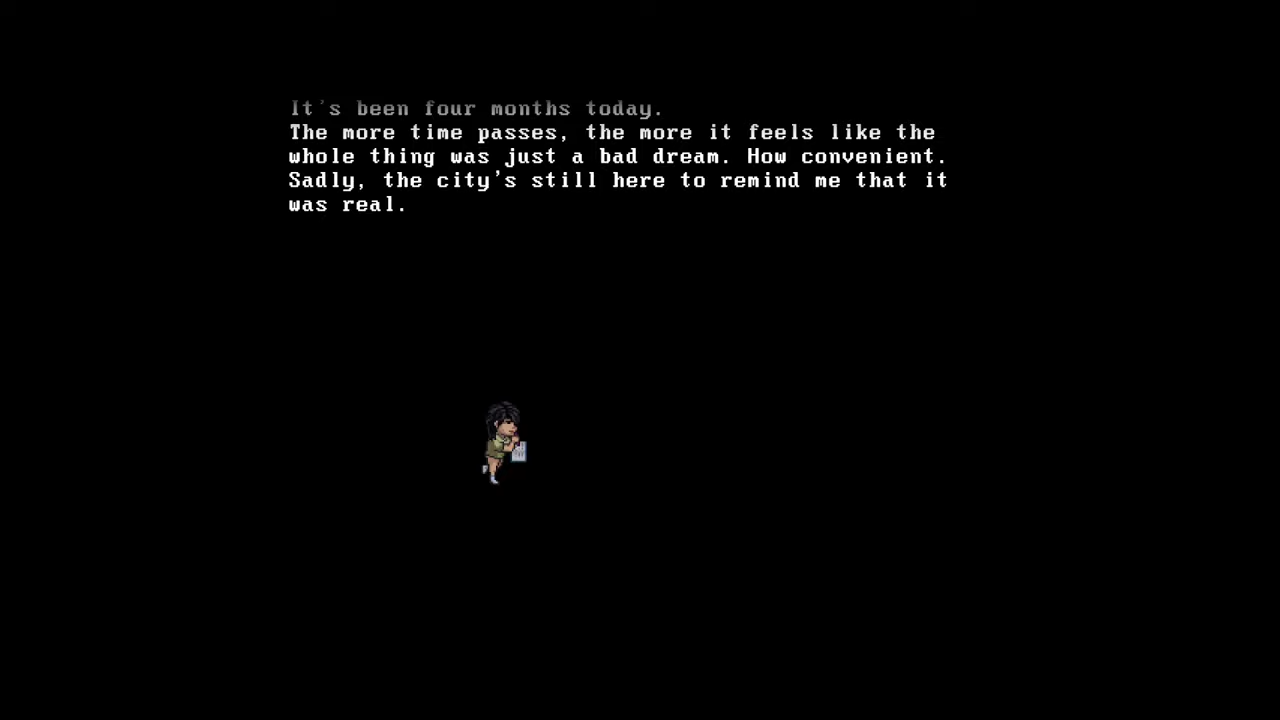 It's been four months today.
The more time passes, the more it feels like the
whole thing was just a bad dream. How convenient.
Sadly, the city's still here to remind me that it
was real.